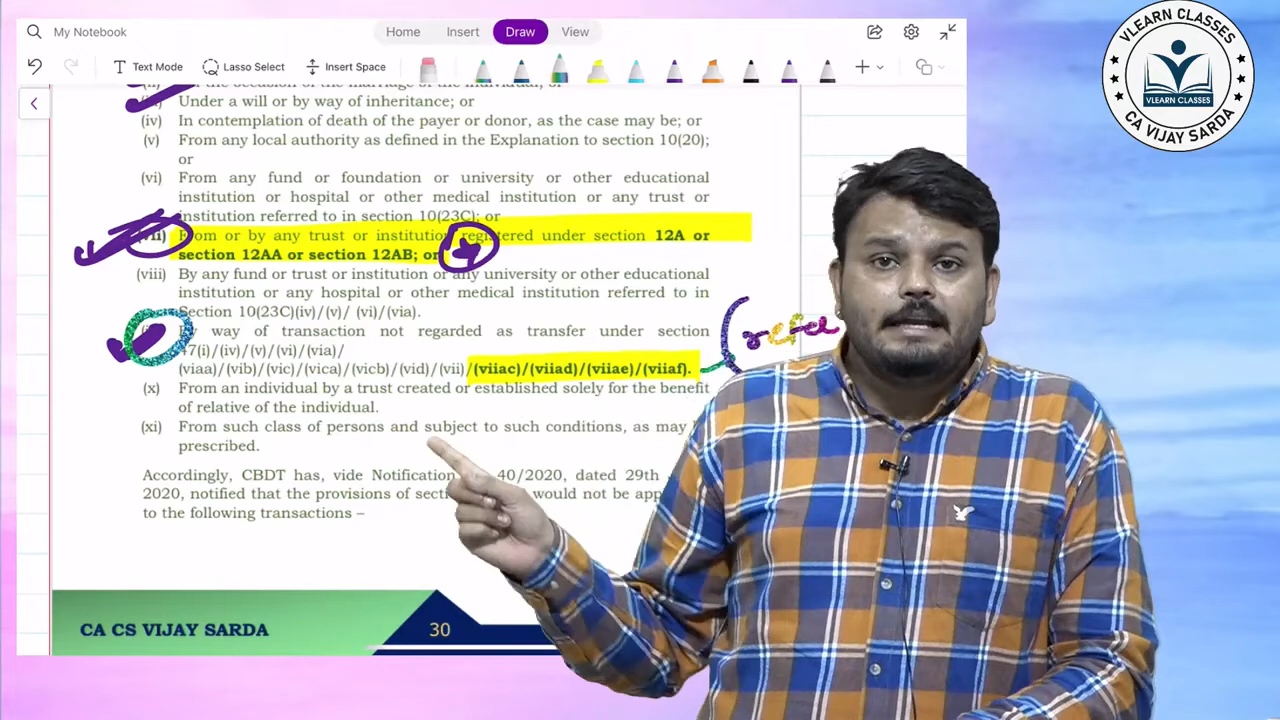 My Notebook
Home Insert Draw View
Text Mode Lasso Select Insert Space
on the occasion of the marriage of the individual; or
Under a will or by way of inheritance; or
(iv) In contemplation of death of the payer or donor, as the case may be; or
(v) From any local authority as defined in the Explanation to section 10(20);
or
(vi) From any fund or foundation or university or other educational
institution or hospital or other medical institution or any trust or
institution referred to in section 10(23C); or
(vii) From or by any trust or institution registered under section 12A or
section 12AA or section 12AB; or
(viii) By any fund or trust or institution or any university or other educational
institution or any hospital or other medical institution referred to in
Section 10(23C)(iv)/(v)/ (vi)/(via).
By way of transaction not regarded as transfer under section
47(i)/(iv)/(v)/(vi)/(via)/
(viaa)/(vib)/(vic)/(vica)/(vicb)/(vid)/(vii)/(viiac)/(viiad)/(viiae)/(viiaf).
(x) From an individual by a trust created or established solely for the benefit
of relative of the individual.
(xi) From such class of persons and subject to such conditions, as may
prescribed.
Accordingly, CBDT has, vide Notification 40/2020, dated 29th
2020, notified that the provisions of would not be
to the following transactions –
CA CS VIJAY SARDA
30
VLEARN CLASSES
VLEARN CLASSES
CA VIJAY SARDA